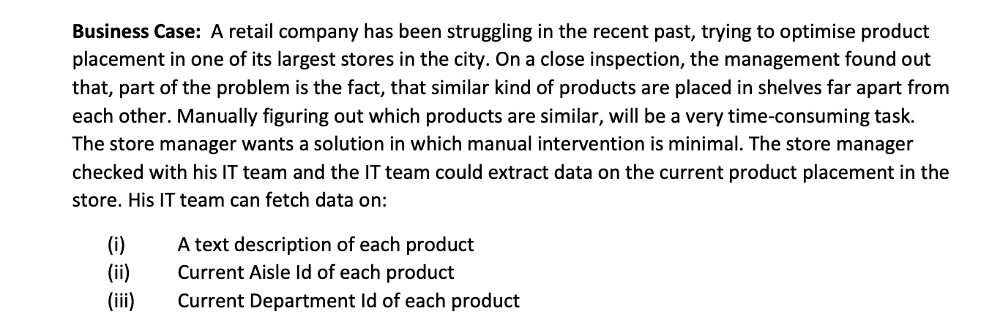 Business Case: A retail company has been struggling in the recent past, trying to optimise product
placement in one of its largest stores in the city. On a close inspection, the management found out
that, part of the problem is the fact, that similar kind of products are placed in shelves far apart from
each other. Manually figuring out which products are similar, will be a very time-consuming task.
The store manager wants a solution in which manual intervention is minimal. The store manager
checked with his IT team and the IT team could extract data on the current product placement in the
store. His IT team can fetch data on:
(i) A text description of each product
(ii) Current Aisle Id of each product
(iii) Current Department Id of each product